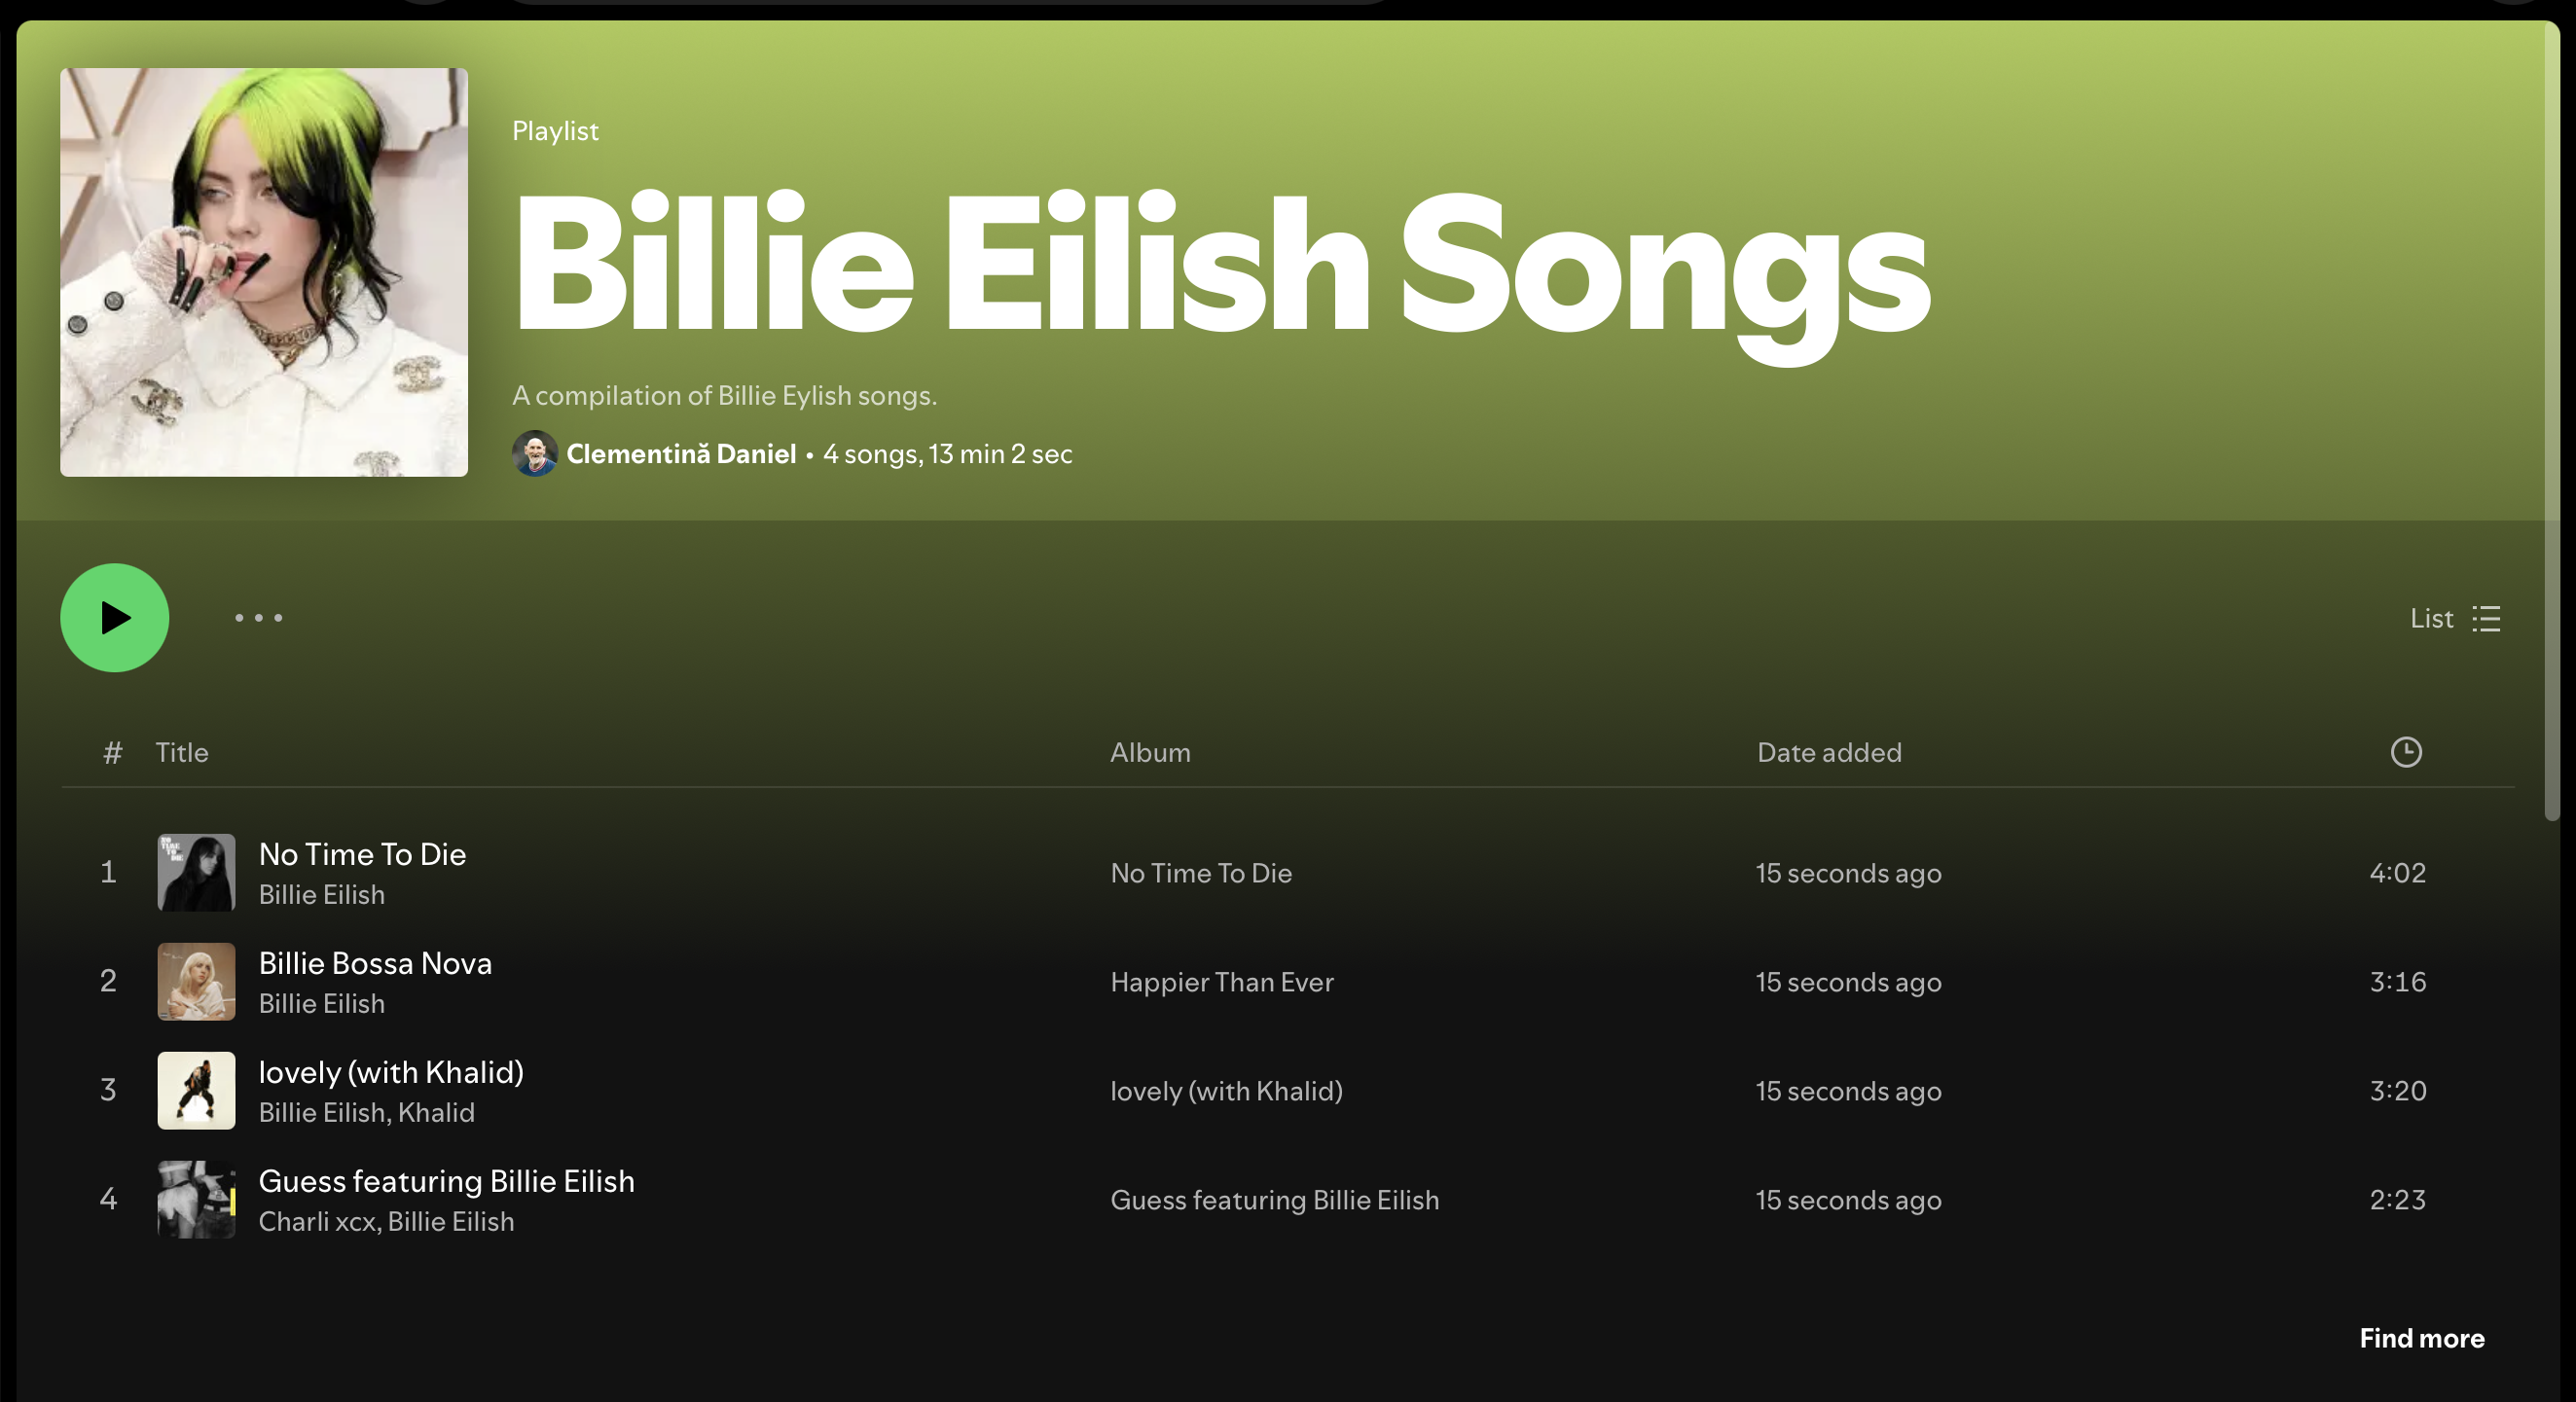 Playlist
Billie Eilish Songs
A compilation of Billie Eylish songs.
Clementină Daniel • 4 songs, 13 min 2 sec
List
# Title Album Date added
1 No Time To Die No Time To Die 15 seconds ago 4:02
Billie Eilish
2 Billie Bossa Nova Happier Than Ever 15 seconds ago 3:16
Billie Eilish
3 lovely (with Khalid) lovely (with Khalid) 15 seconds ago 3:20
Billie Eilish, Khalid
4 Guess featuring Billie Eilish Guess featuring Billie Eilish 15 seconds ago 2:23
Charli xcx, Billie Eilish
NO
TIME
TO
DIE
Find more